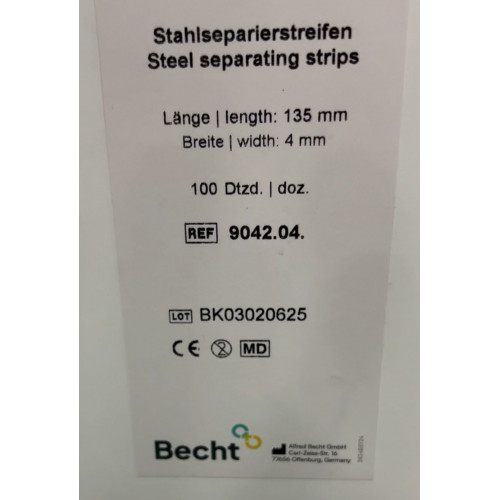 Stahlseparierstreifen
Steel separating strips
Länge | length: 135 mm
Breite | width: 4 mm
100 Dtzd. | doz.
REF 9042.04.
LOT BK03020625
CE MD
Becht
Alfred Becht GmbH
Carl-Zeiss-Str. 16
77656 Offenburg, Germany